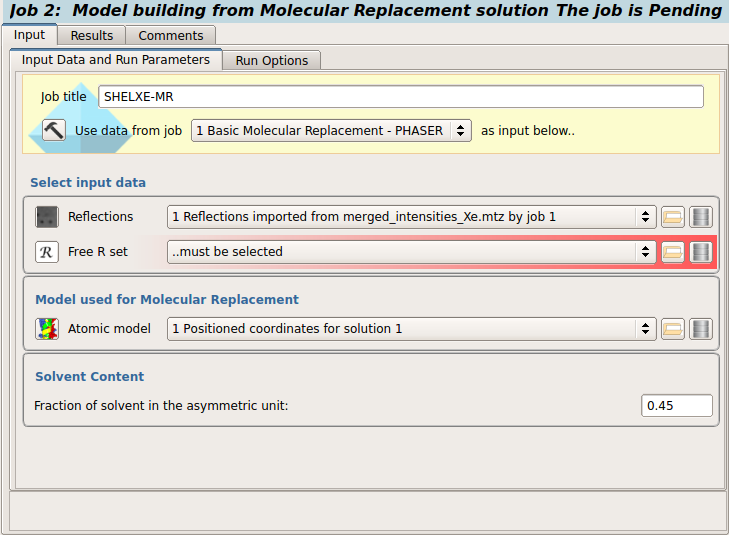 Job 2: Model building from Molecular Replacement solution The job is Pending
Input Results Comments
Input Data and Run Parameters Run Options
Job title SHELXE-MR
Use data from job 1 Basic Molecular Replacement - PHASER as input below..
Select input data
Reflections 1 Reflections imported from merged_intensities_Xe.mtz by job 1
R Free R set ..must be selected
Model used for Molecular Replacement
Atomic model 1 Positioned coordinates for solution 1
Solvent Content
Fraction of solvent in the asymmetric unit: 0.45